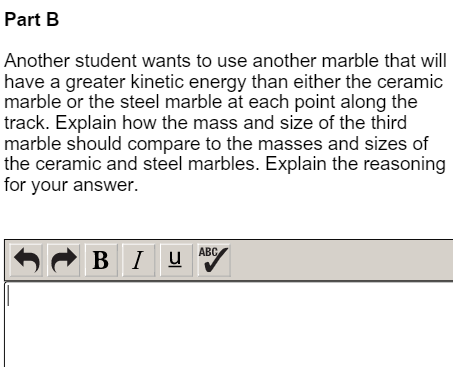 Part B
Another student wants to use another marble that will
have a greater kinetic energy than either the ceramic
marble or the steel marble at each point along the
track. Explain how the mass and size of the third
marble should compare to the masses and sizes of
the ceramic and steel marbles. Explain the reasoning
for your answer.
B I u ABC